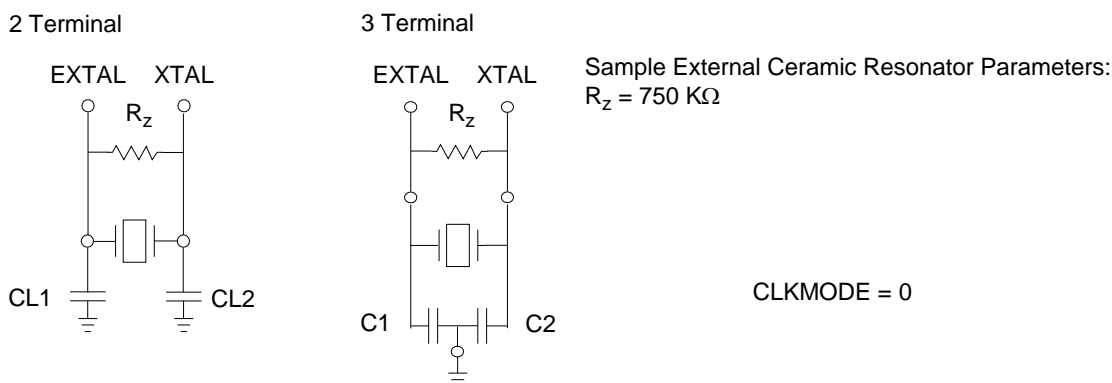 2 Terminal
3 Terminal
EXTAL XTAL
EXTAL XTAL
Sample External Ceramic Resonator Parameters:
Rz = 750 KΩ
Rz
Rz
CL1
CL2
CLKMODE = 0
C1
C2